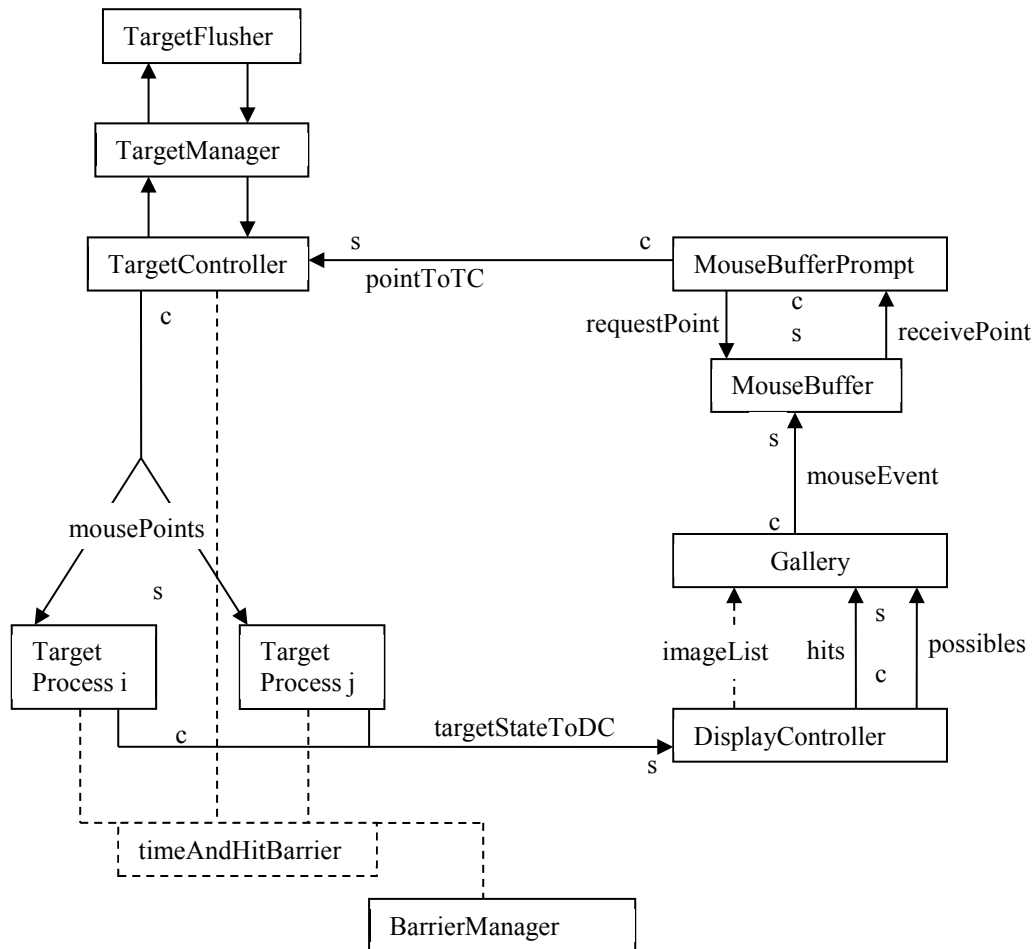 TargetFlusher
TargetManager
TargetController
s
c
pointToTC
MouseBufferPrompt
c
c
requestPoint
s
receivePoint
MouseBuffer
s
mouseEvent
c
mousePoints
Gallery
s
s
Target
Process i
Target
Process j
imageList
hits
possibles
c
c
targetStateToDC
s
DisplayController
timeAndHitBarrier
BarrierManager